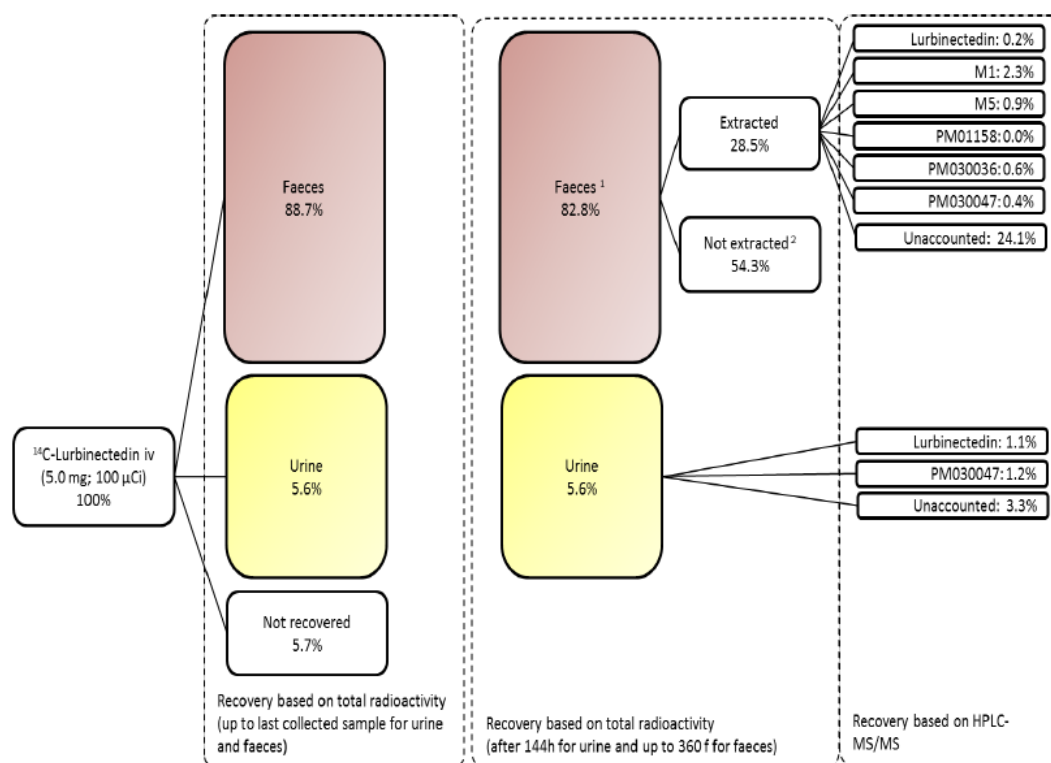 ¹⁴C-Lurbinectedin iv
(5.0 mg; 100 µCi)
100%
Faeces
88.7%
Urine
5.6%
Not recovered
5.7%
Recovery based on total radioactivity
(up to last collected sample for urine
and faeces)
Faeces ¹
82.8%
Extracted
28.5%
Not extracted ²
54.3%
Urine
5.6%
Recovery based on total radioactivity
(after 144h for urine and up to 360 f for faeces)
Lurbinectedin: 0.2%
M1: 2.3%
M5: 0.9%
PM01158: 0.0%
PM030036: 0.6%
PM030047: 0.4%
Unaccounted: 24.1%
Lurbinectedin: 1.1%
PM030047: 1.2%
Unaccounted: 3.3%
Recovery based on HPLC-
MS/MS